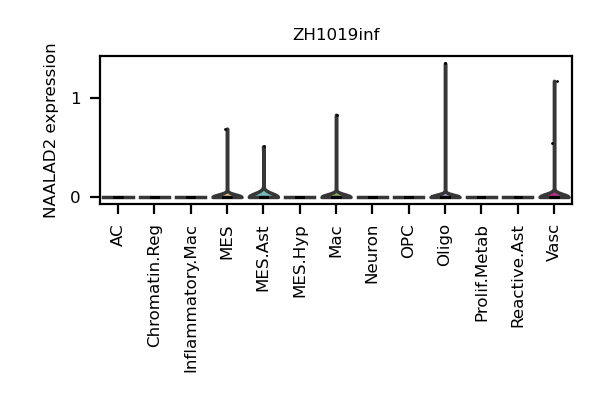 ZH1019inf
NAALAD2 expression
1
0
AC
Chromatin.Reg
Inflammatory.Mac
MES
MES.Ast
MES.Hyp
Mac
Neuron
OPC
Oligo
Prolif.Metab
Reactive.Ast
Vasc